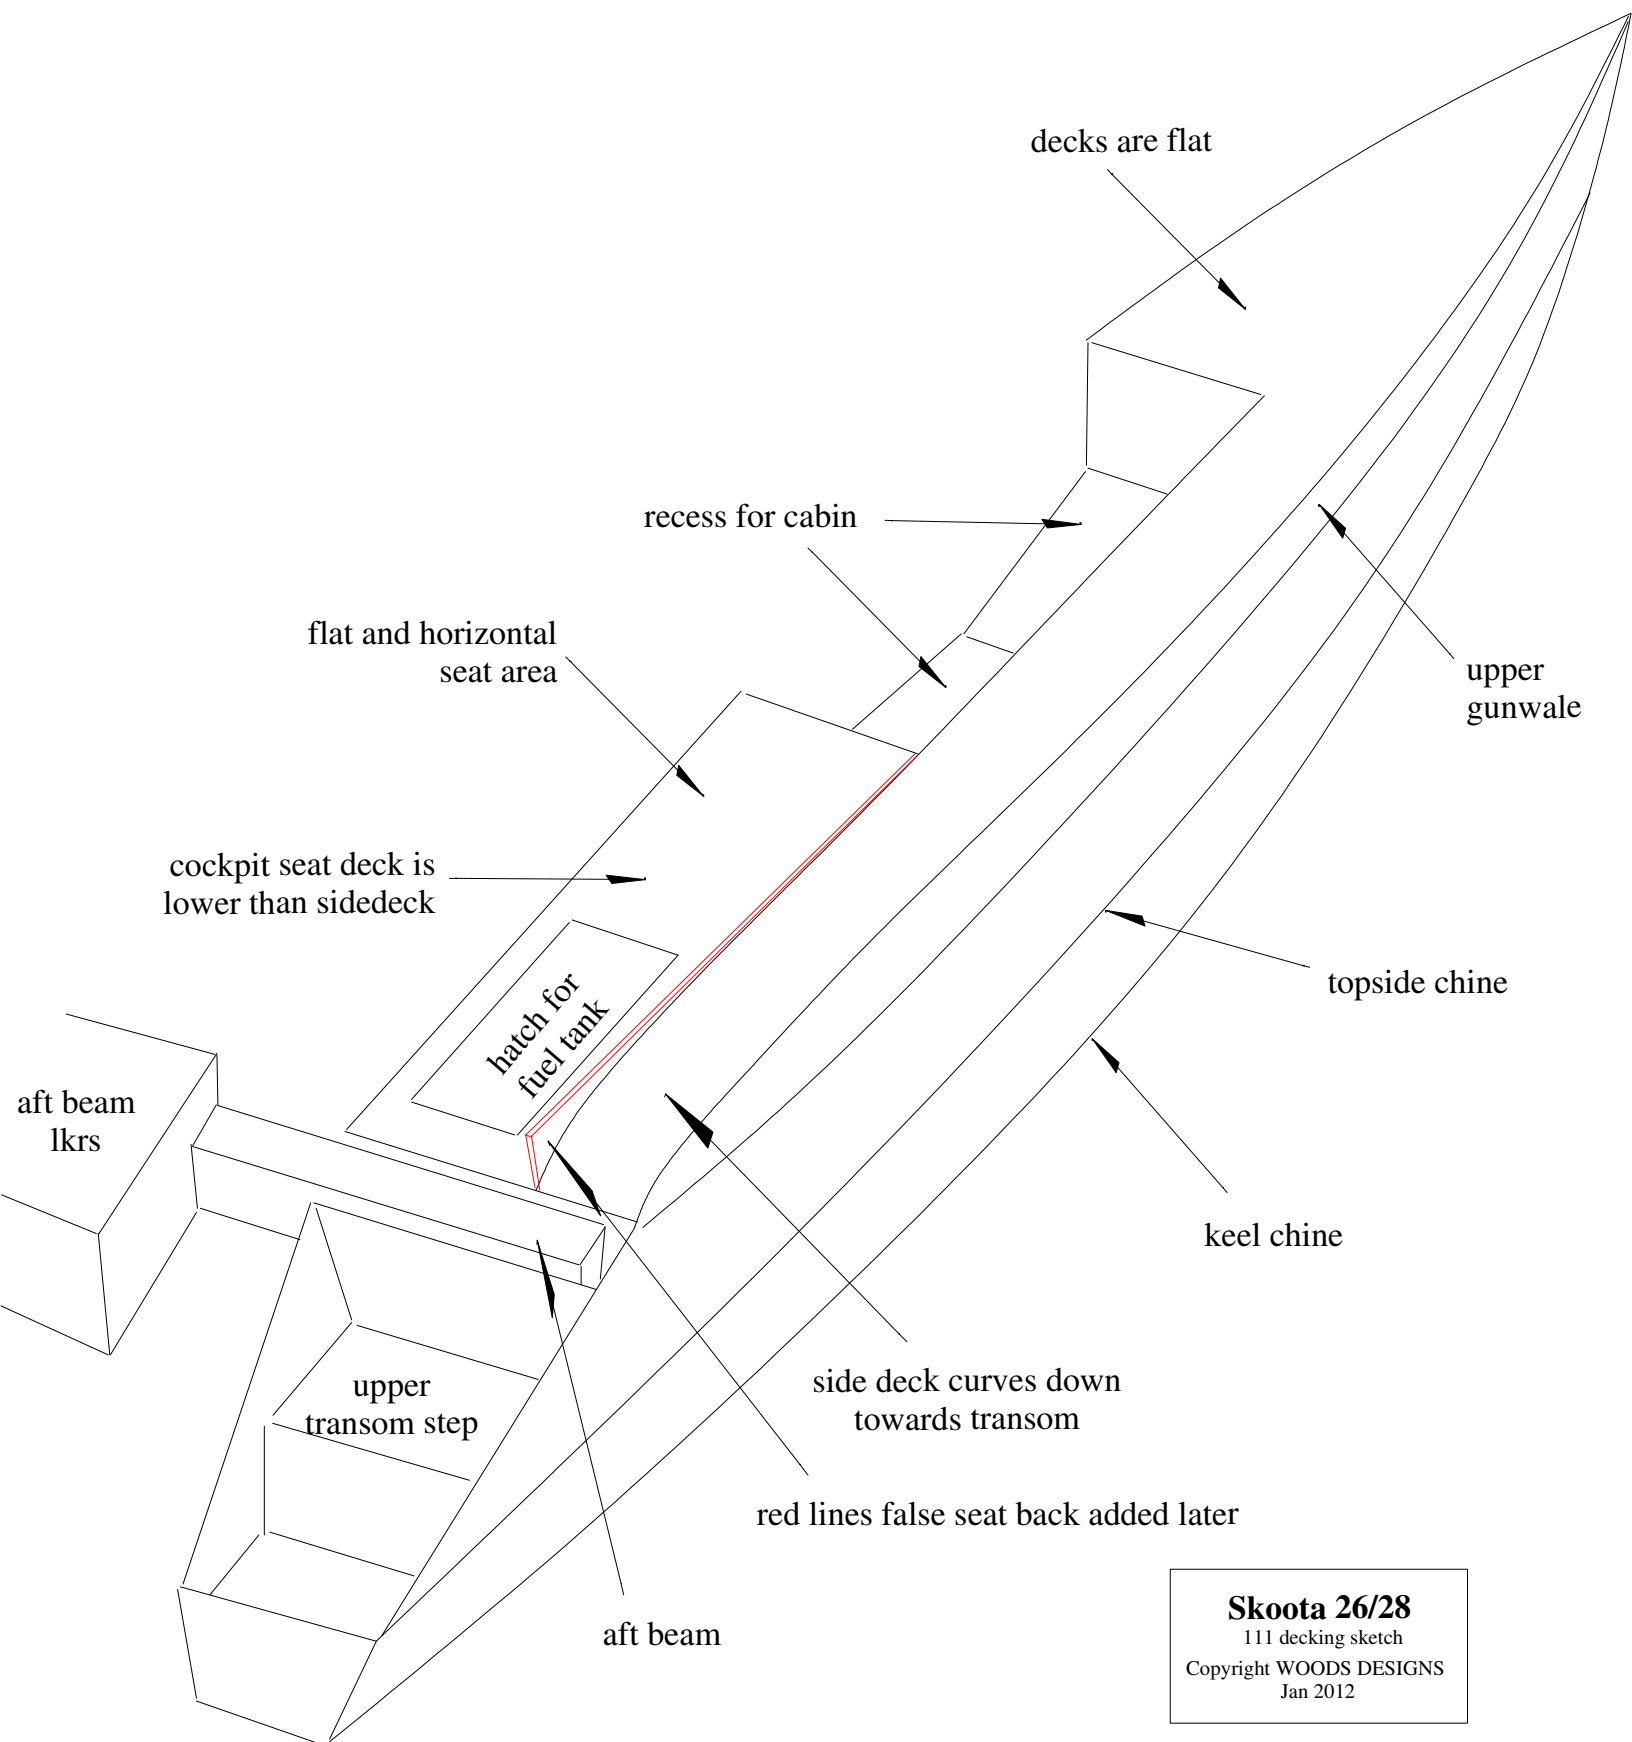 decks are flat
recess for cabin
flat and horizontal
seat area
upper
gunwale
cockpit seat deck is
lower than sidedeck
topside chine
hatch for
fuel tank
aft beam
lkrs
keel chine
side deck curves down
towards transom
upper
transom step
red lines false seat back added later
aft beam
Skoota 26/28
111 decking sketch
Copyright WOODS DESIGNS
Jan 2012